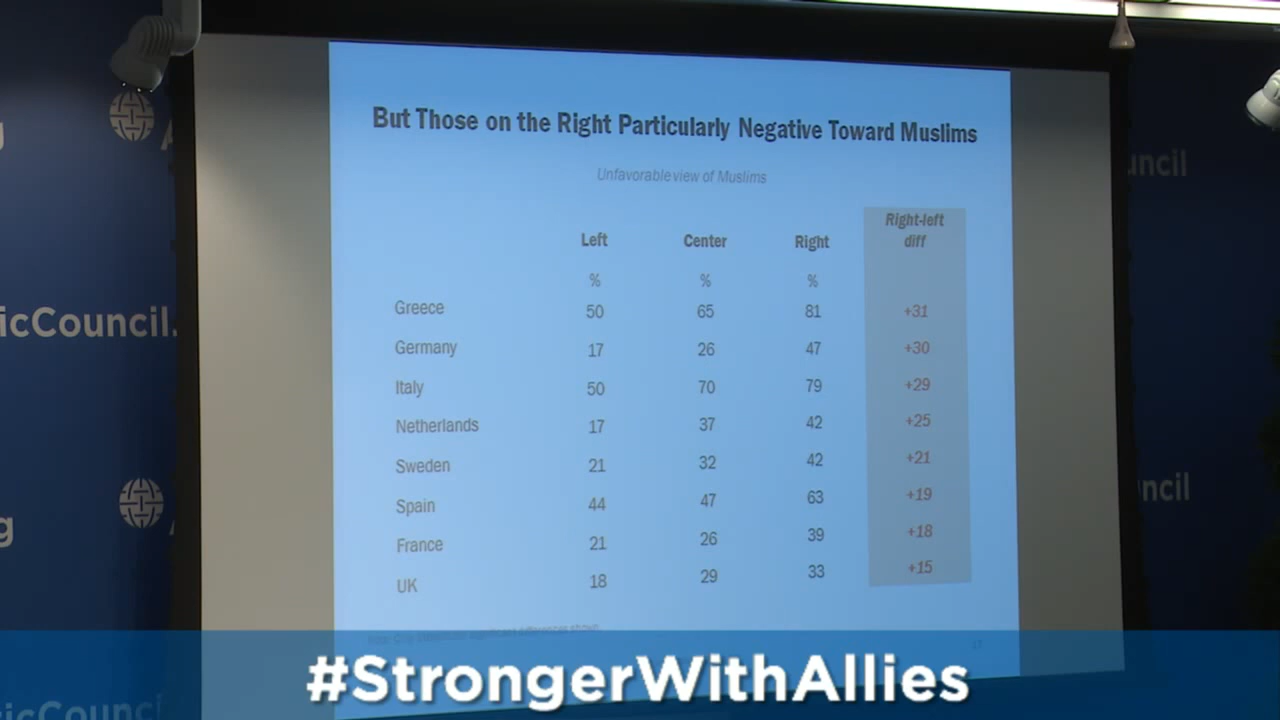 But Those on the Right Particularly Negative Toward Muslims
Unfavorable view of Muslims
Left Center Right Right-left diff
% % %
Greece 50 65 81 +31
Germany 17 26 47 +30
Italy 50 70 79 +29
Netherlands 17 37 42 +25
Sweden 21 32 42 +21
Spain 44 47 63 +19
France 21 26 39 +18
UK 18 29 33 +15
17
icCouncil.
g
icCounci
uncil
ncil
#StrongerWithAllies